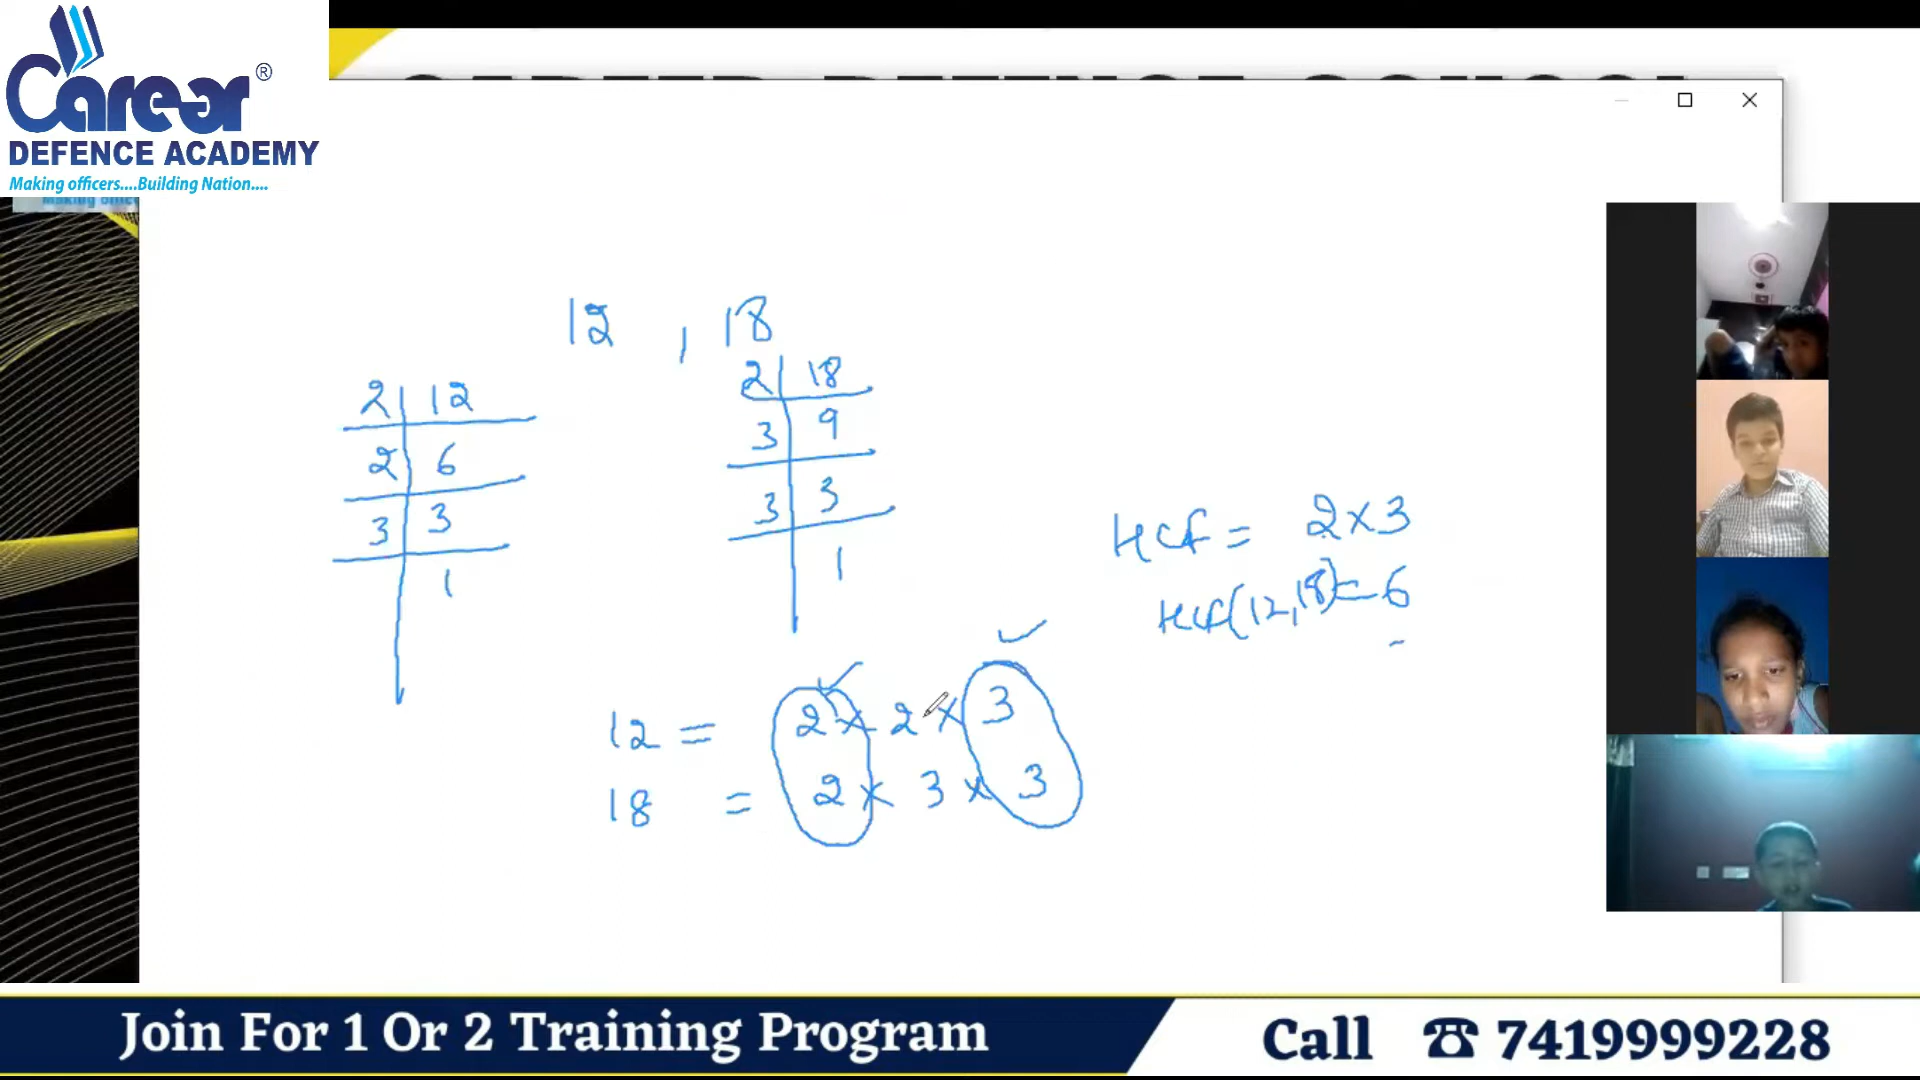 Carear®
DEFENCE ACADEMY
Making officers....Building Nation....
12 , 18
2 | 12
2 | 6
3 | 3
1
2 | 18
3 | 9
3 | 3
1
HCF = 2×3
HCF(12,18) = 6
12 = 2×2×3
18 = 2×3×3
Join For 1 Or 2 Training Program
Call ☎ 7419999228